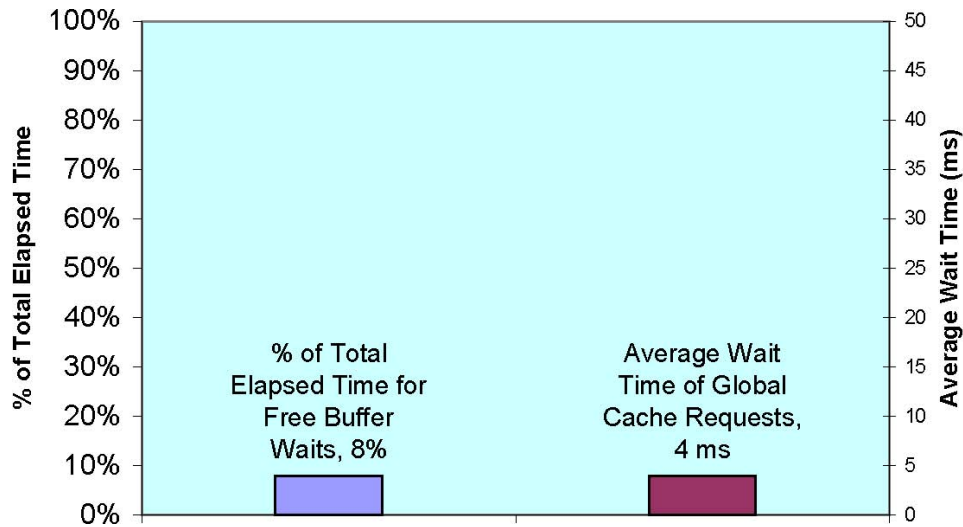 100%
90%
80%
70%
60%
50%
40%
30%
20%
10%
0%
% of Total Elapsed Time
% of Total
Elapsed Time for
Free Buffer
Waits, 8%
Average Wait
Time of Global
Cache Requests,
4 ms
50
45
40
35
30
25
20
15
10
5
0
Average Wait Time (ms)